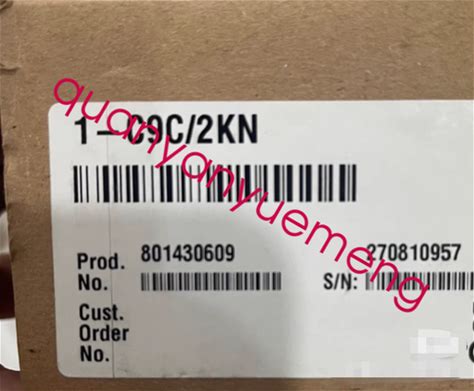 1-C9C/2KN
quanyanyuemeng
Prod. No. 801430609
S/N: 270810957
Cust. Order No.